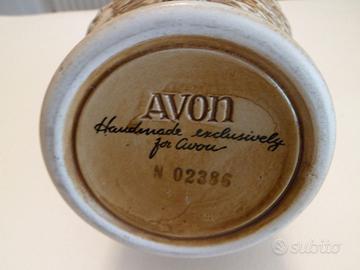 AVON
Handmade exclusively
for Avon
N 02386
subito